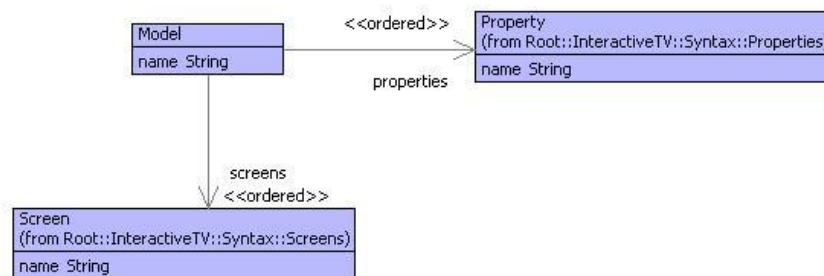 Model
name String
<<ordered>>
properties
Property
(from Root::InteractiveTV::Syntax::Properties
name String
screens
<<ordered>>
Screen
(from Root::InteractiveTV::Syntax::Screens)
name String